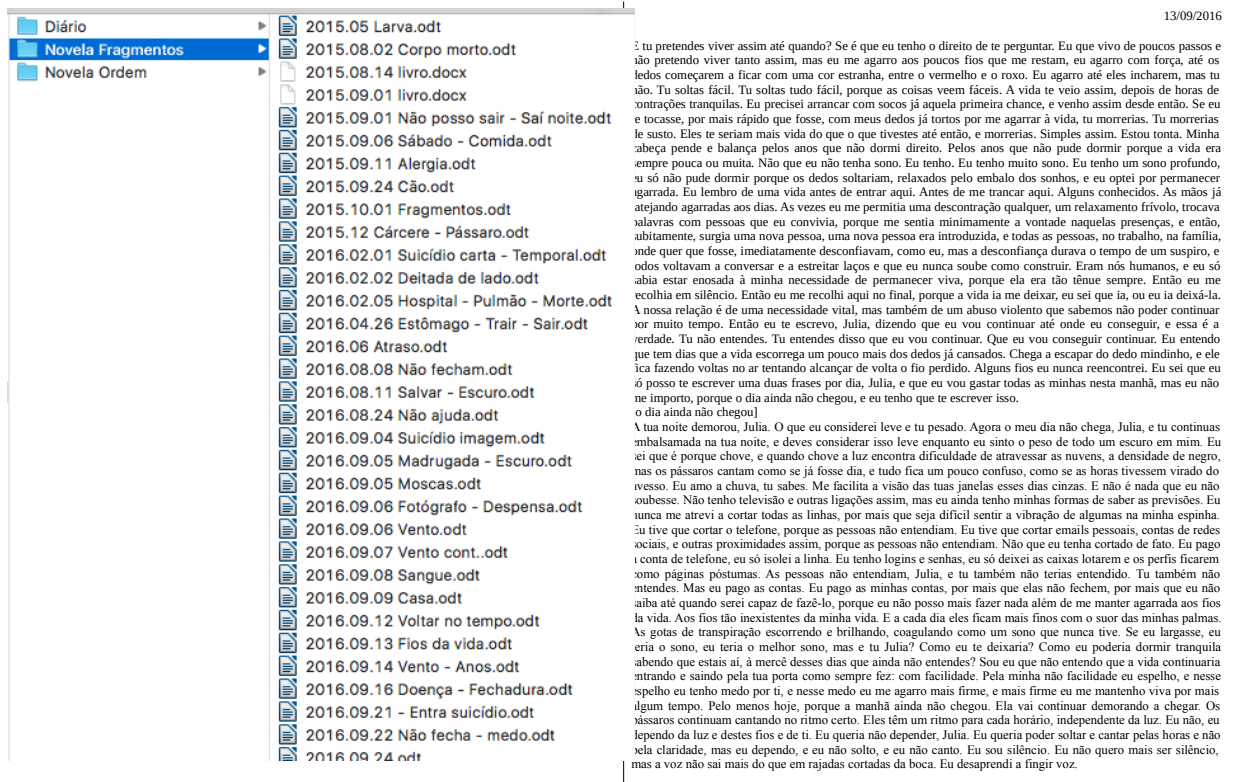 Diário
Novela Fragmentos
Novela Ordem
2015.05 Larva.odt
2015.08.02 Corpo morto.odt
2015.08.14 livro.docx
2015.09.01 livro.docx
2015.09.01 Não posso sair - Saí noite.odt
2015.09.06 Sábado - Comida.odt
2015.09.11 Alergia.odt
2015.09.24 Cão.odt
2015.10.01 Fragmentos.odt
2015.12 Cárcere - Pássaro.odt
2016.02.01 Suicídio carta - Temporal.odt
2016.02.02 Deitada de lado.odt
2016.02.05 Hospital - Pulmão - Morte.odt
2016.04.26 Estômago - Trair - Sair.odt
2016.06 Atraso.odt
2016.08.08 Não fecham.odt
2016.08.11 Salvar - Escuro.odt
2016.08.24 Não ajuda.odt
2016.09.04 Suicídio imagem.odt
2016.09.05 Madrugada - Escuro.odt
2016.09.05 Moscas.odt
2016.09.06 Fotógrafo - Despensa.odt
2016.09.06 Vento.odt
2016.09.07 Vento cont..odt
2016.09.08 Sangue.odt
2016.09.09 Casa.odt
2016.09.12 Voltar no tempo.odt
2016.09.13 Fios da vida.odt
2016.09.14 Vento - Anos.odt
2016.09.16 Doença - Fechadura.odt
2016.09.21 - Entra suicídio.odt
2016.09.22 Não fecha - medo.odt
2016.09.24 odt
13/09/2016
E tu pretendes viver assim até quando? Se é que eu tenho o direito de te perguntar. Eu que vivo de poucos passos e
não pretendo viver tanto assim, mas eu me agarro aos poucos fios que me restam, eu agarro com força, até os
dedos começarem a ficar com uma cor estranha, entre o vermelho e o roxo. Eu agarro até eles incharem, mas tu
não. Tu soltas fácil. Tu soltas tudo fácil, porque as coisas veem fáceis. A vida te veio assim, depois de horas de
contrações tranquilas. Eu precisei arrancar com socos já aquela primeira chance, e venho assim desde então. Se eu
te tocasse, por mais rápido que fosse, com meus dedos já tortos por me agarrar à vida, tu morrerias. Tu morrerias
de susto. Eles te seriam mais vida do que o que tivestes até então, e morrerias. Simples assim. Estou tonta. Minha
cabeça pende e balança pelos anos que não dormi direito. Pelos anos que não pude dormir porque a vida era
sempre pouca ou muita. Não que eu não tenha sono. Eu tenho. Eu tenho muito sono. Eu tenho um sono profundo,
eu só não pude dormir porque os dedos soltariam, relaxados pelo embalo dos sonhos, e eu optei por permanecer
agarrada. Eu lembro de uma vida antes de entrar aqui. Antes de me trancar aqui. Alguns conhecidos. As mãos já
latejando agarradas aos dias. As vezes eu me permitia uma descontração qualquer, um relaxamento frívolo, trocava
palavras com pessoas que eu convivia, porque me sentia minimamente a vontade naquelas presenças, e então,
subitamente, surgia uma nova pessoa, uma nova pessoa era introduzida, e todas as pessoas, no trabalho, na família,
onde quer que fosse, imediatamente desconfiavam, como eu, mas a desconfiança durava o tempo de um suspiro, e
todos voltavam a conversar e a estreitar laços e que eu nunca soube como construir. Eram nós humanos, e eu só
sabia estar enosada à minha necessidade de permanecer viva, porque ela era tão tênue sempre. Então eu me
recolhia em silêncio. Então eu me recolhi aqui no final, porque a vida ia me deixar, eu sei que ia, ou eu ia deixá-la.
A nossa relação é de uma necessidade vital, mas também de um abuso violento que sabemos não poder continuar
por muito tempo. Então eu te escrevo, Julia, dizendo que eu vou continuar até onde eu conseguir, e essa é a
verdade. Tu não entendes. Tu entendes disso que eu vou continuar. Que eu vou conseguir continuar. Eu entendo
que tem dias que a vida escorrega um pouco mais dos dedos já cansados. Chega a escapar do dedo mindinho, e ele
fica fazendo voltas no ar tentando alcançar de volta o fio perdido. Alguns fios eu nunca reencontrei. Eu sei que eu
só posso te escrever uma duas frases por dia, Julia, e que eu vou gastar todas as minhas nesta manhã, mas eu não
me importo, porque o dia ainda não chegou, e eu tenho que te escrever isso.
o dia ainda não chegou]
A tua noite demorou, Julia. O que eu considerei leve e tu pesado. Agora o meu dia não chega, Julia, e tu continuas
embalsamada na tua noite, e deves considerar isso leve enquanto eu sinto o peso de todo um escuro em mim. Eu
sei que é porque chove, e quando chove a luz encontra dificuldade de atravessar as nuvens, a densidade de negro,
mas os pássaros cantam como se já fosse dia, e tudo fica um pouco confuso, como se as horas tivessem virado do
avesso. Eu amo a chuva, tu sabes. Me facilita a visão das tuas janelas esses dias cinzas. E não é nada que eu não
soubesse. Não tenho televisão e outras ligações assim, mas eu ainda tenho minhas formas de saber as previsões. Eu
nunca me atrevi a cortar todas as linhas, por mais que seja difícil sentir a vibração de algumas na minha espinha.
Eu tive que cortar o telefone, porque as pessoas não entendiam. Eu tive que cortar emails pessoais, contas de redes
sociais, e outras proximidades assim, porque as pessoas não entendiam. Não que eu tenha cortado de fato. Eu pago
a conta de telefone, eu só isolei a linha. Eu tenho logins e senhas, eu só deixei as caixas lotarem e os perfis ficarem
como páginas póstumas. As pessoas não entendiam, Julia, e tu também não terias entendido. Tu também não
entendes. Mas eu pago as contas. Eu pago as minhas contas, por mais que elas não fechem, por mais que eu não
saiba até quando serei capaz de fazê-lo, porque eu não posso mais fazer nada além de me manter agarrada aos fios
da vida. Aos fios tão inexistentes da minha vida. E a cada dia eles ficam mais finos com o suor das minhas palmas.
As gotas de transpiração escorrendo e brilhando, coagulando como um sono que nunca tive. Se eu largasse, eu
teria o sono, eu teria o melhor sono, mas e tu Julia? Como eu te deixaria? Como eu poderia dormir tranquila
sabendo que estais aí, à mercê desses dias que ainda não entendes? Sou eu que não entendo que a vida continuaria
entrando e saindo pela tua porta como sempre fez: com facilidade. Pela minha não facilidade eu espelho, e nesse
espelho eu tenho medo por ti, e nesse medo eu me agarro mais firme, e mais firme eu me mantenho viva por mais
algum tempo. Pelo menos hoje, porque a manhã ainda não chegou. Ela vai continuar demorando a chegar. Os
pássaros continuam cantando no ritmo certo. Eles têm um ritmo para cada horário, independente da luz. Eu não, eu
dependo da luz e destes fios e de ti. Eu queria não depender, Julia. Eu queria poder soltar e cantar pelas horas e não
pela claridade, mas eu dependo, e eu não solto, e eu não canto. Eu sou silêncio. Eu não quero mais ser silêncio,
mas a voz não sai mais do que em rajadas cortadas da boca. Eu desaprendi a fingir voz.